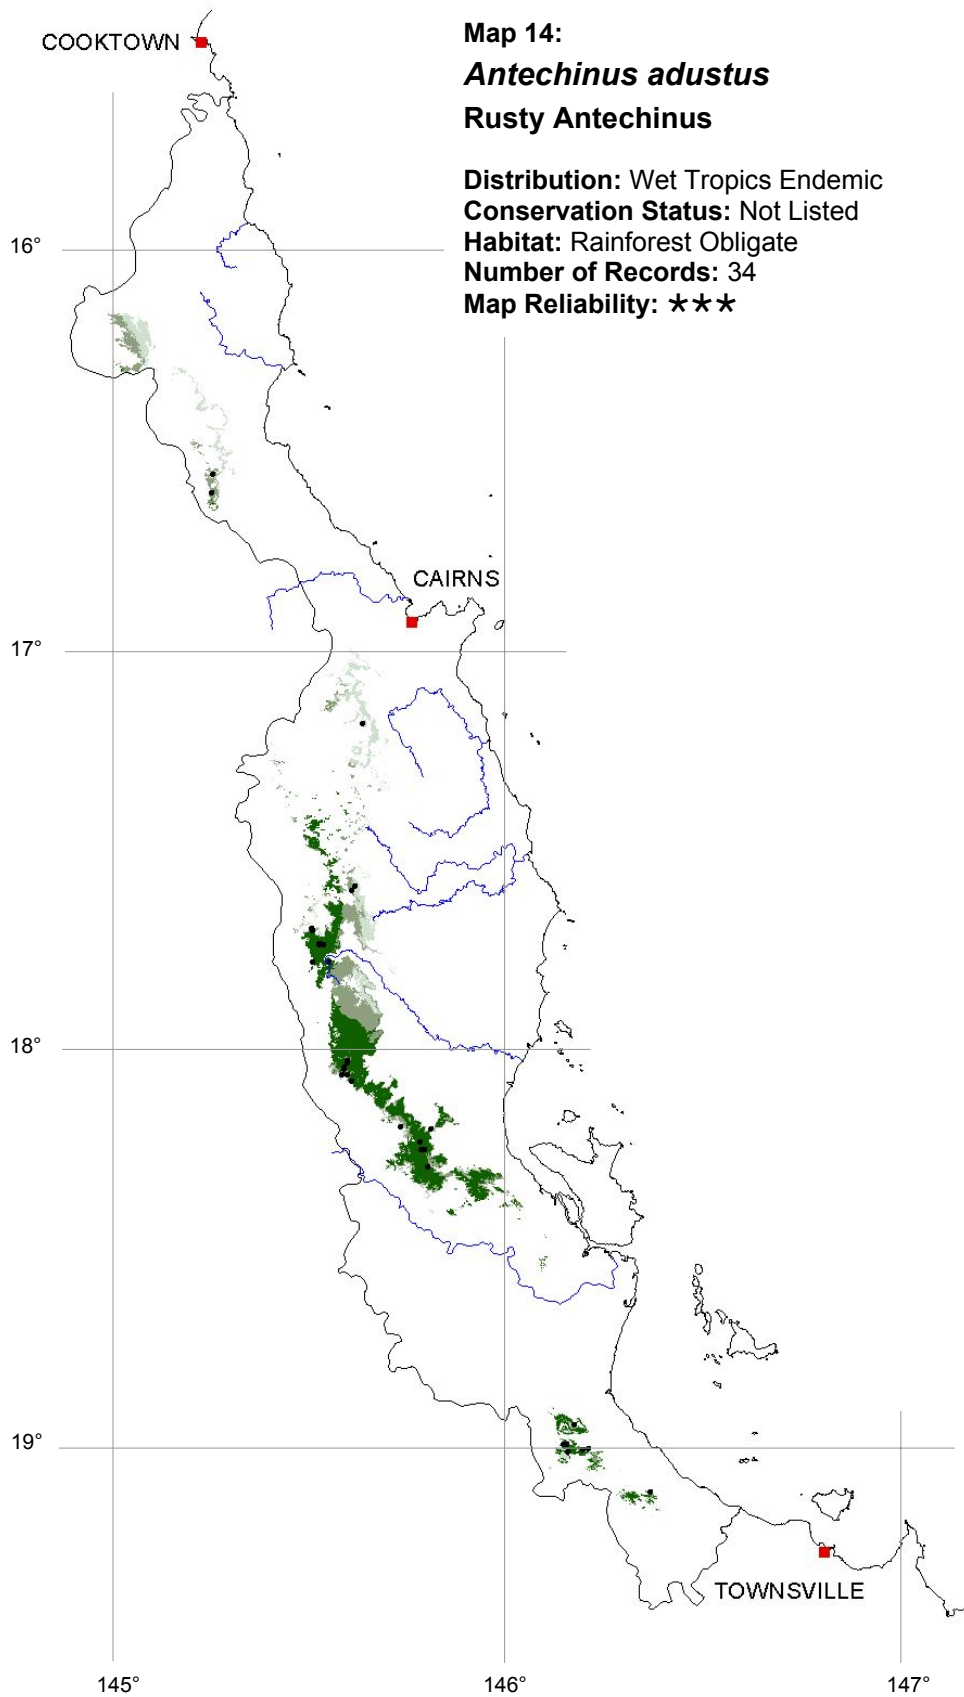 COOKTOWN
Map 14:
Antechinus adustus
Rusty Antechinus
Distribution: Wet Tropics Endemic
Conservation Status: Not Listed
Habitat: Rainforest Obligate
Number of Records: 34
Map Reliability: ***
16°
CAIRNS
17°
18°
19°
TOWNSVILLE
145°
146°
147°